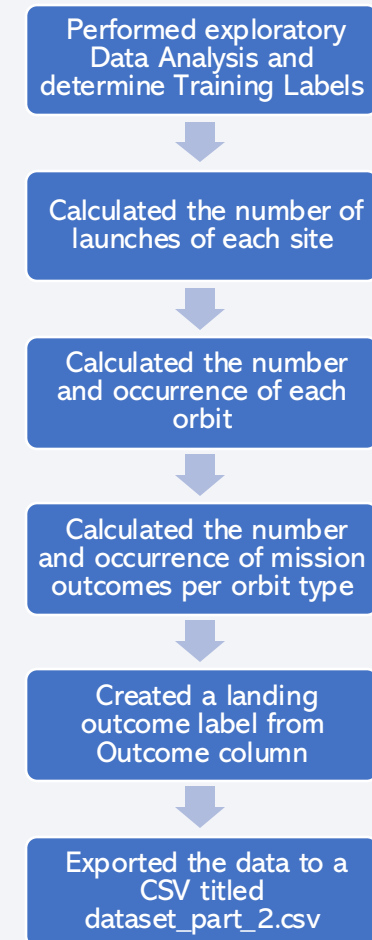 Performed exploratory
Data Analysis and
determine Training Labels
Calculated the number of
launches of each site
Calculated the number
and occurrence of each
orbit
Calculated the number
and occurrence of mission
outcomes per orbit type
Created a landing
outcome label from
Outcome column
Exported the data to a
CSV titled
dataset_part_2.csv